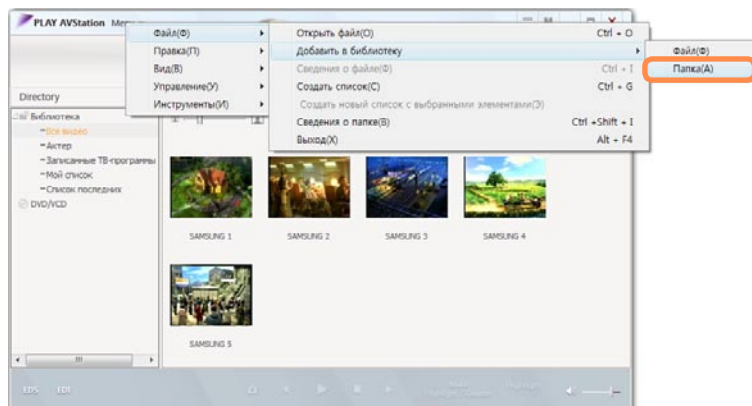 PLAY AVStation
Файл(Ф)
Правка(П)
Вид(В)
Управление(У)
Инструменты(И)
Открыть файл(О) Ctrl + O
Добавить в библиотеку
Сведения о файле(Ф) Ctrl + I
Создать список(С) Ctrl + G
Создать новый список с выбранными элементами(Э)
Сведения о папке(В) Ctrl +Shift + I
Выход(X) Alt + F4
Файл(Ф)
Папка(А)
Directory
Библиотека
Все видео
Актер
Записанные ТВ-программы
Мой список
Список последних
DVD/VCD
SAMSUNG 1
SAMSUNG 2
SAMSUNG 3
SAMSUNG 4
SAMSUNG 5
EDS
EDI